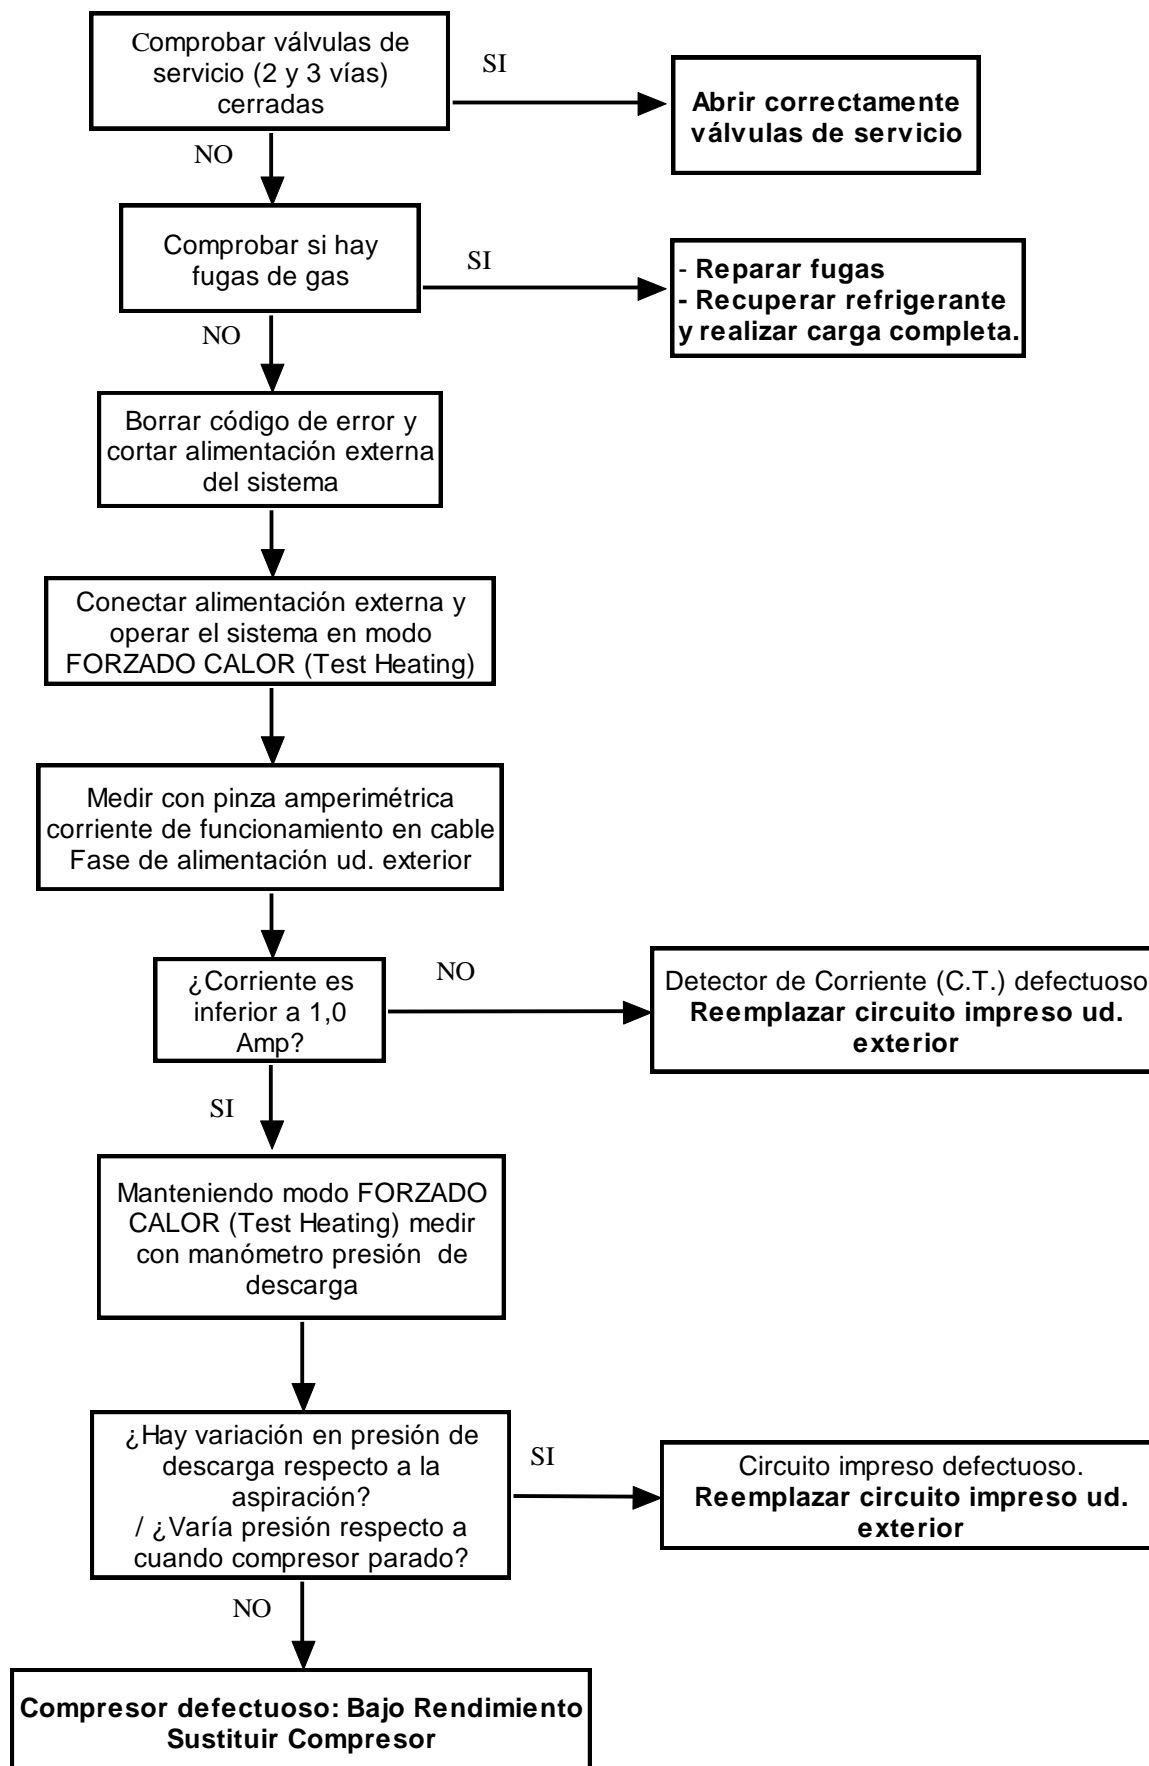 Comprobar válvulas de
servicio (2 y 3 vías)
cerradas
SI
Abrir correctamente
válvulas de servicio
NO
Comprobar si hay
fugas de gas
SI
- Reparar fugas
- Recuperar refrigerante
y realizar carga completa.
NO
Borrar código de error y
cortar alimentación externa
del sistema
Conectar alimentación externa y
operar el sistema en modo
FORZADO CALOR (Test Heating)
Medir con pinza amperimétrica
corriente de funcionamiento en cable
Fase de alimentación ud. exterior
¿Corriente es
inferior a 1,0
Amp?
NO
Detector de Corriente (C.T.) defectuoso
Reemplazar circuito impreso ud.
exterior
SI
Manteniendo modo FORZADO
CALOR (Test Heating) medir
con manómetro presión de
descarga
¿Hay variación en presión de
descarga respecto a la
aspiración?
/ ¿Varía presión respecto a
cuando compresor parado?
SI
Circuito impreso defectuoso.
Reemplazar circuito impreso ud.
exterior
NO
Compresor defectuoso: Bajo Rendimiento
Sustituir Compresor